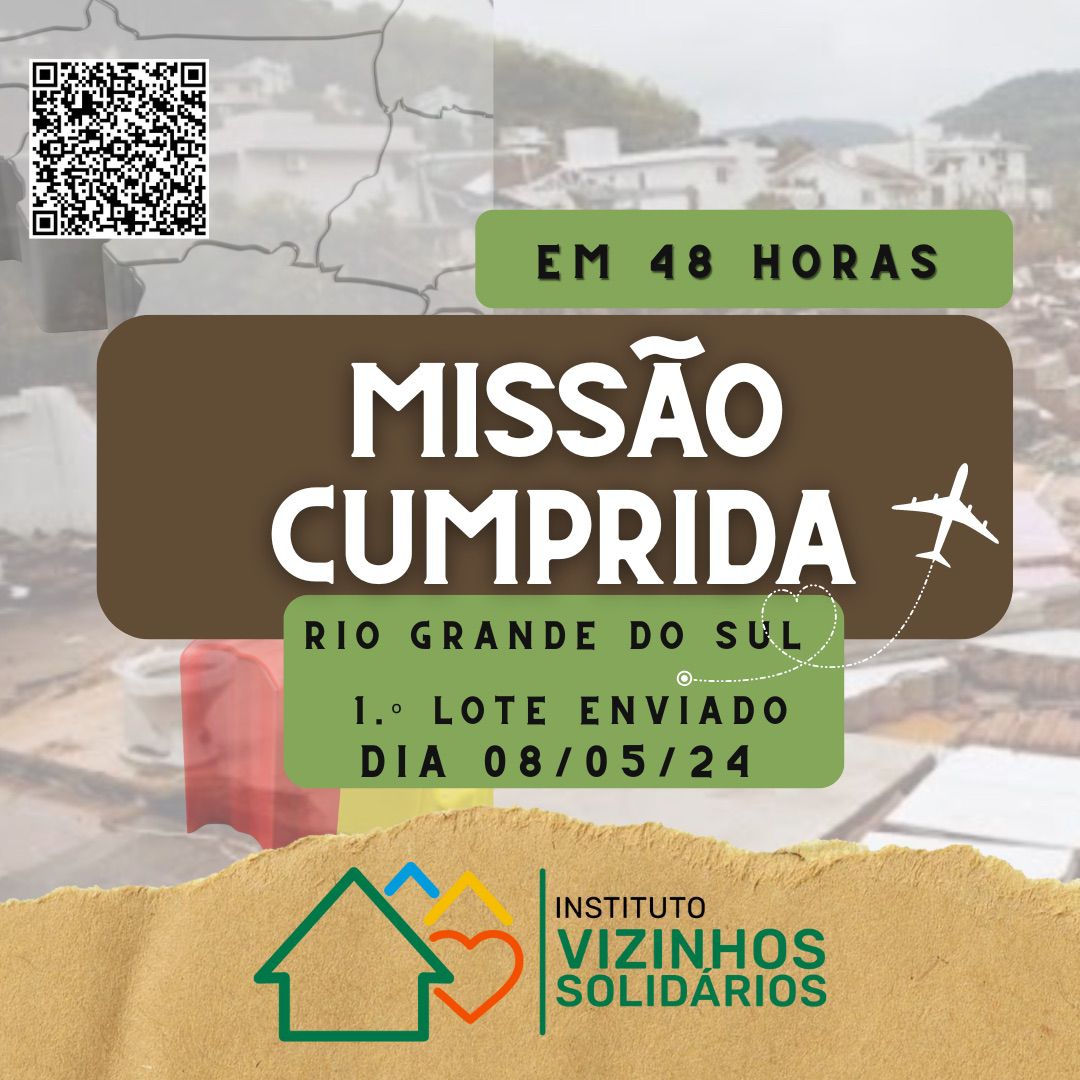 EM 48 HORAS
MISSÃO
CUMPRIDA
RIO GRANDE DO SUL
1.º LOTE ENVIADO
DIA 08/05/24
INSTITUTO
VIZINHOS
SOLIDÁRIOS